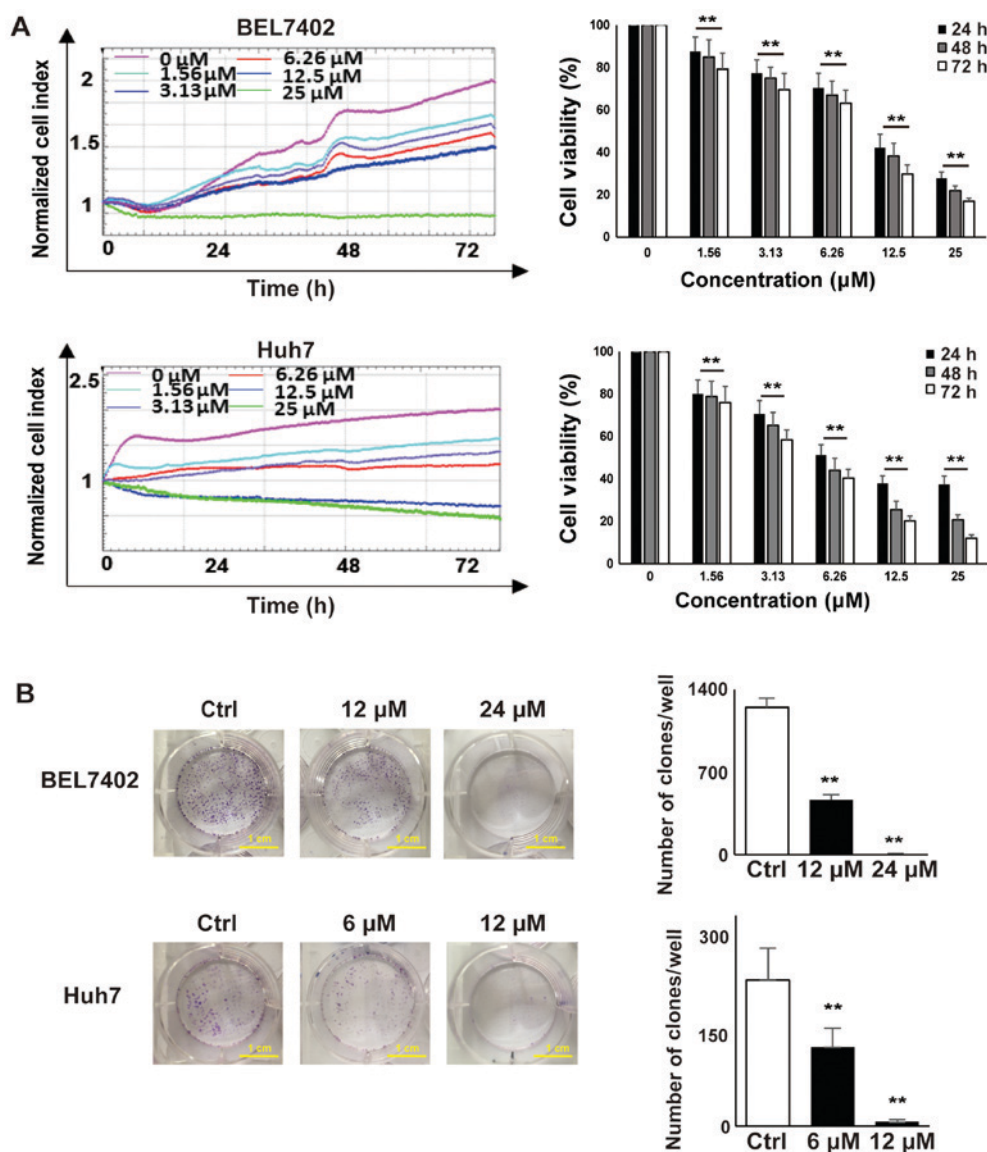 A
BEL7402
Normalized cell index
2
1.5
1
0 μM
1.56 μM
3.13 μM
6.26 μM
12.5 μM
25 μM
0 24 48 72
Time (h)
Cell viability (%)
100
80
60
40
20
0
** ** ** ** **
24 h
48 h
72 h
0 1.56 3.13 6.26 12.5 25
Concentration (μM)
Huh7
Normalized cell index
2.5
1
0 μM
1.56 μM
3.13 μM
6.26 μM
12.5 μM
25 μM
0 24 48 72
Time (h)
Cell viability (%)
100
80
60
40
20
0
** ** ** ** **
24 h
48 h
72 h
0 1.56 3.13 6.26 12.5 25
Concentration (μM)
B
Ctrl 12 μM 24 μM
BEL7402
1 cm 1 cm 1 cm
Number of clones/well
1400
700
0
** **
Ctrl 12 μM 24 μM
Ctrl 6 μM 12 μM
Huh7
1 cm 1 cm 1 cm
Number of clones/well
300
150
0
** **
Ctrl 6 μM 12 μM